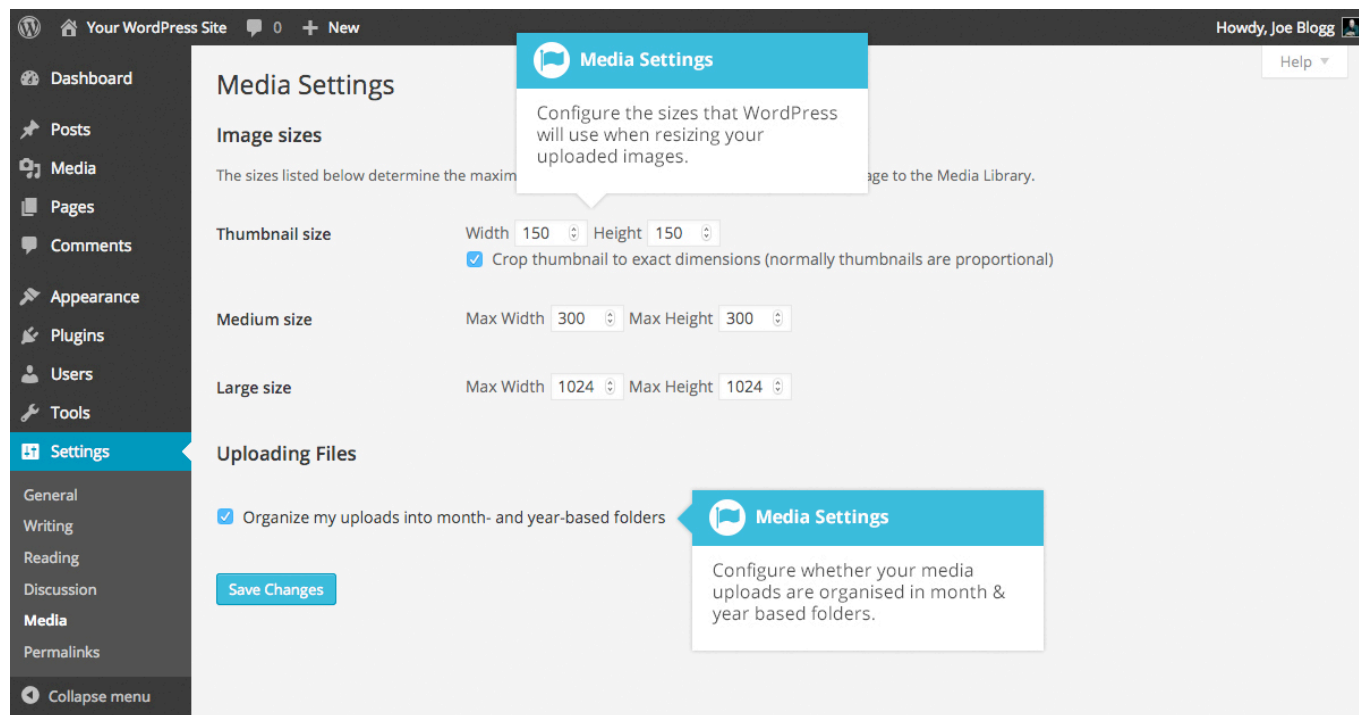 Your WordPress Site 0 + New Howdy, Joe Blogg
Help
Dashboard
Posts
Media
Pages
Comments
Appearance
Plugins
Users
Tools
Settings
General
Writing
Reading
Discussion
Media
Permalinks
Collapse menu
Media Settings
Image sizes
The sizes listed below determine the maxim
age to the Media Library.
Media Settings
Configure the sizes that WordPress
will use when resizing your
uploaded images.
Thumbnail size Width 150 Height 150
Crop thumbnail to exact dimensions (normally thumbnails are proportional)
Medium size Max Width 300 Max Height 300
Large size Max Width 1024 Max Height 1024
Uploading Files
Organize my uploads into month- and year-based folders
Media Settings
Configure whether your media
uploads are organised in month &
year based folders.
Save Changes